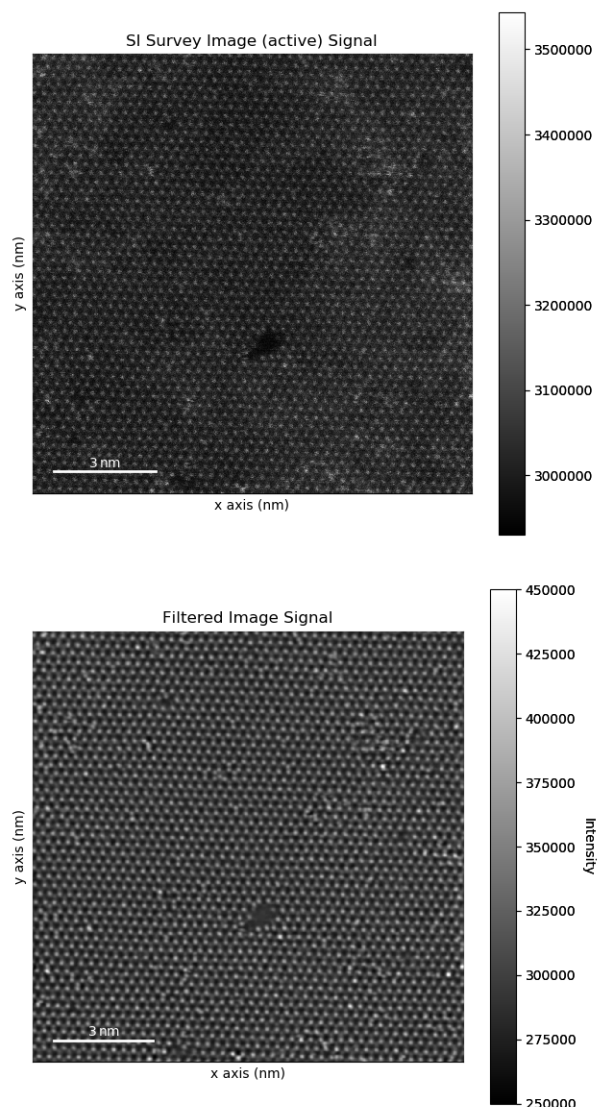 SI Survey Image (active) Signal
3500000
3400000
3300000
3200000
3100000
3000000
y axis (nm)
3 nm
x axis (nm)
Filtered Image Signal
450000
425000
400000
375000
350000
325000
300000
275000
250000
Intensity
y axis (nm)
3 nm
x axis (nm)